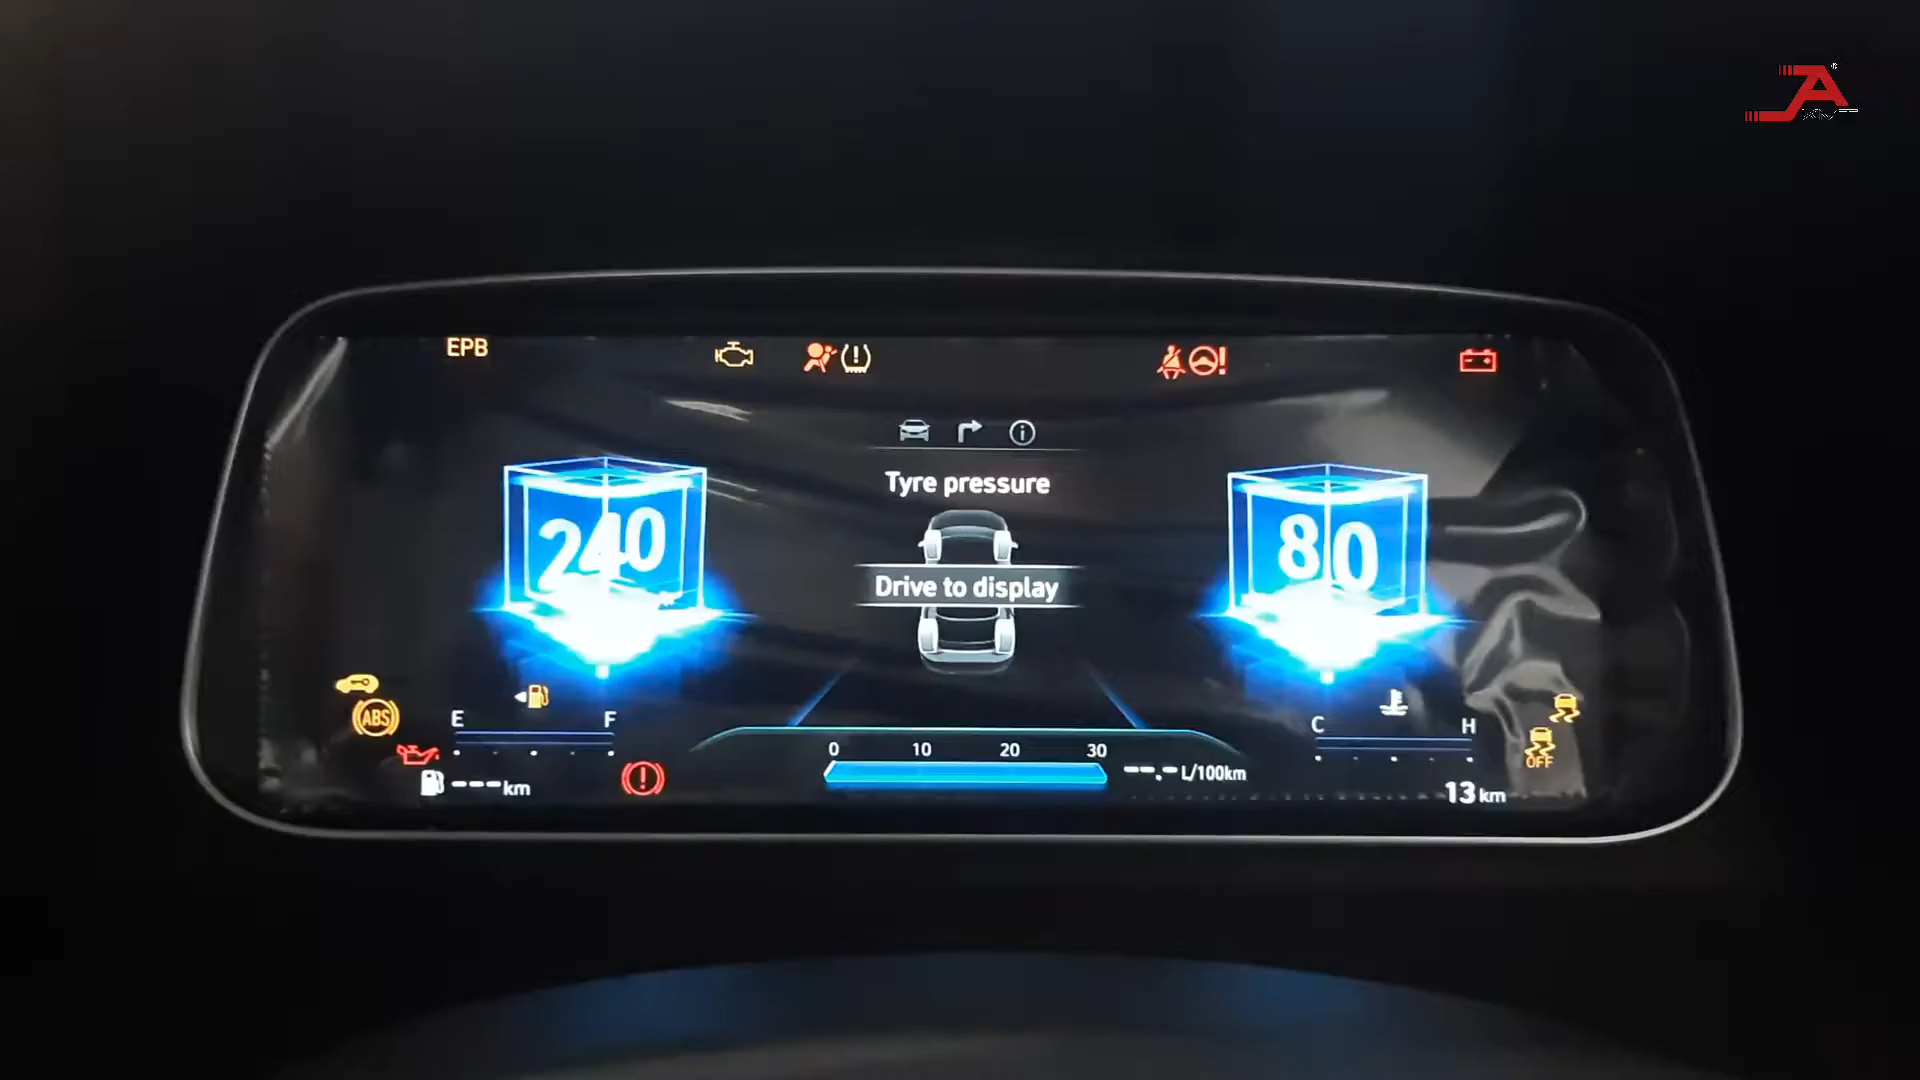 EPB
Tyre pressure
240
80
Drive to display
ABS
E F
C H
OFF
0 10 20 30
---km
--.-L/100km
13 km